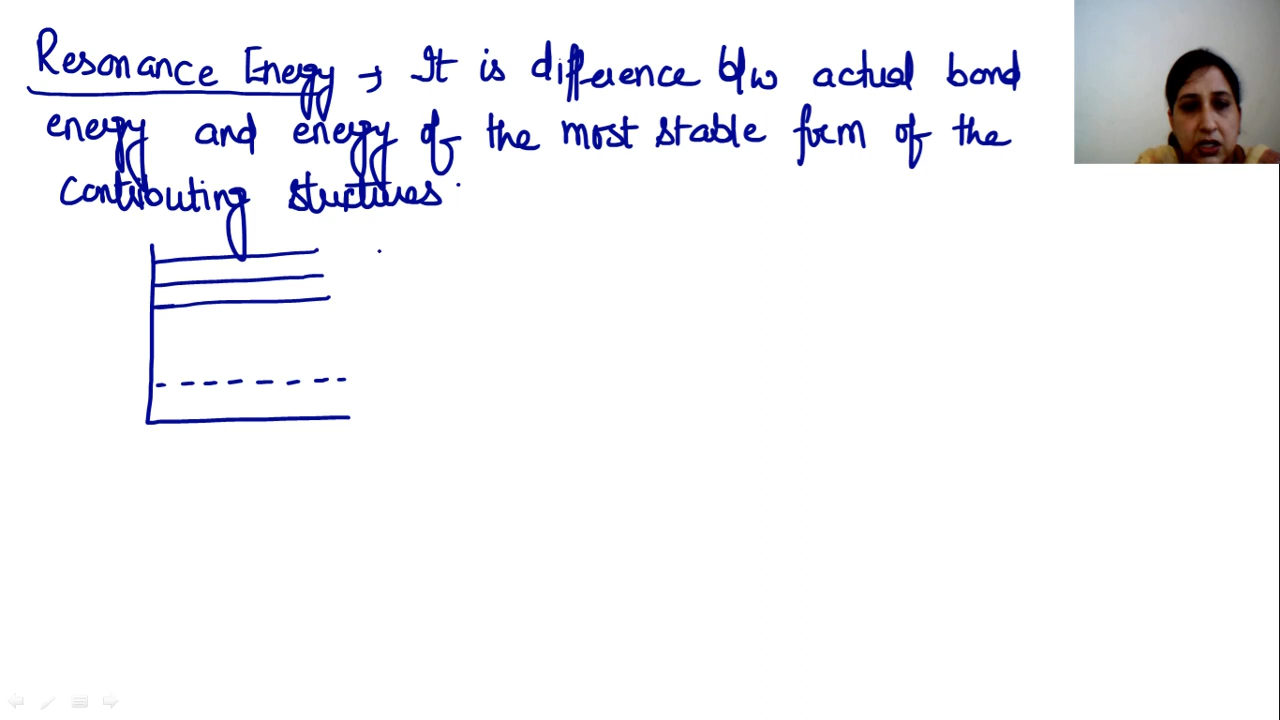 Resonance Energy → It is difference b/w actual bond
energy and energy of the most stable form of the
Contributing structures.